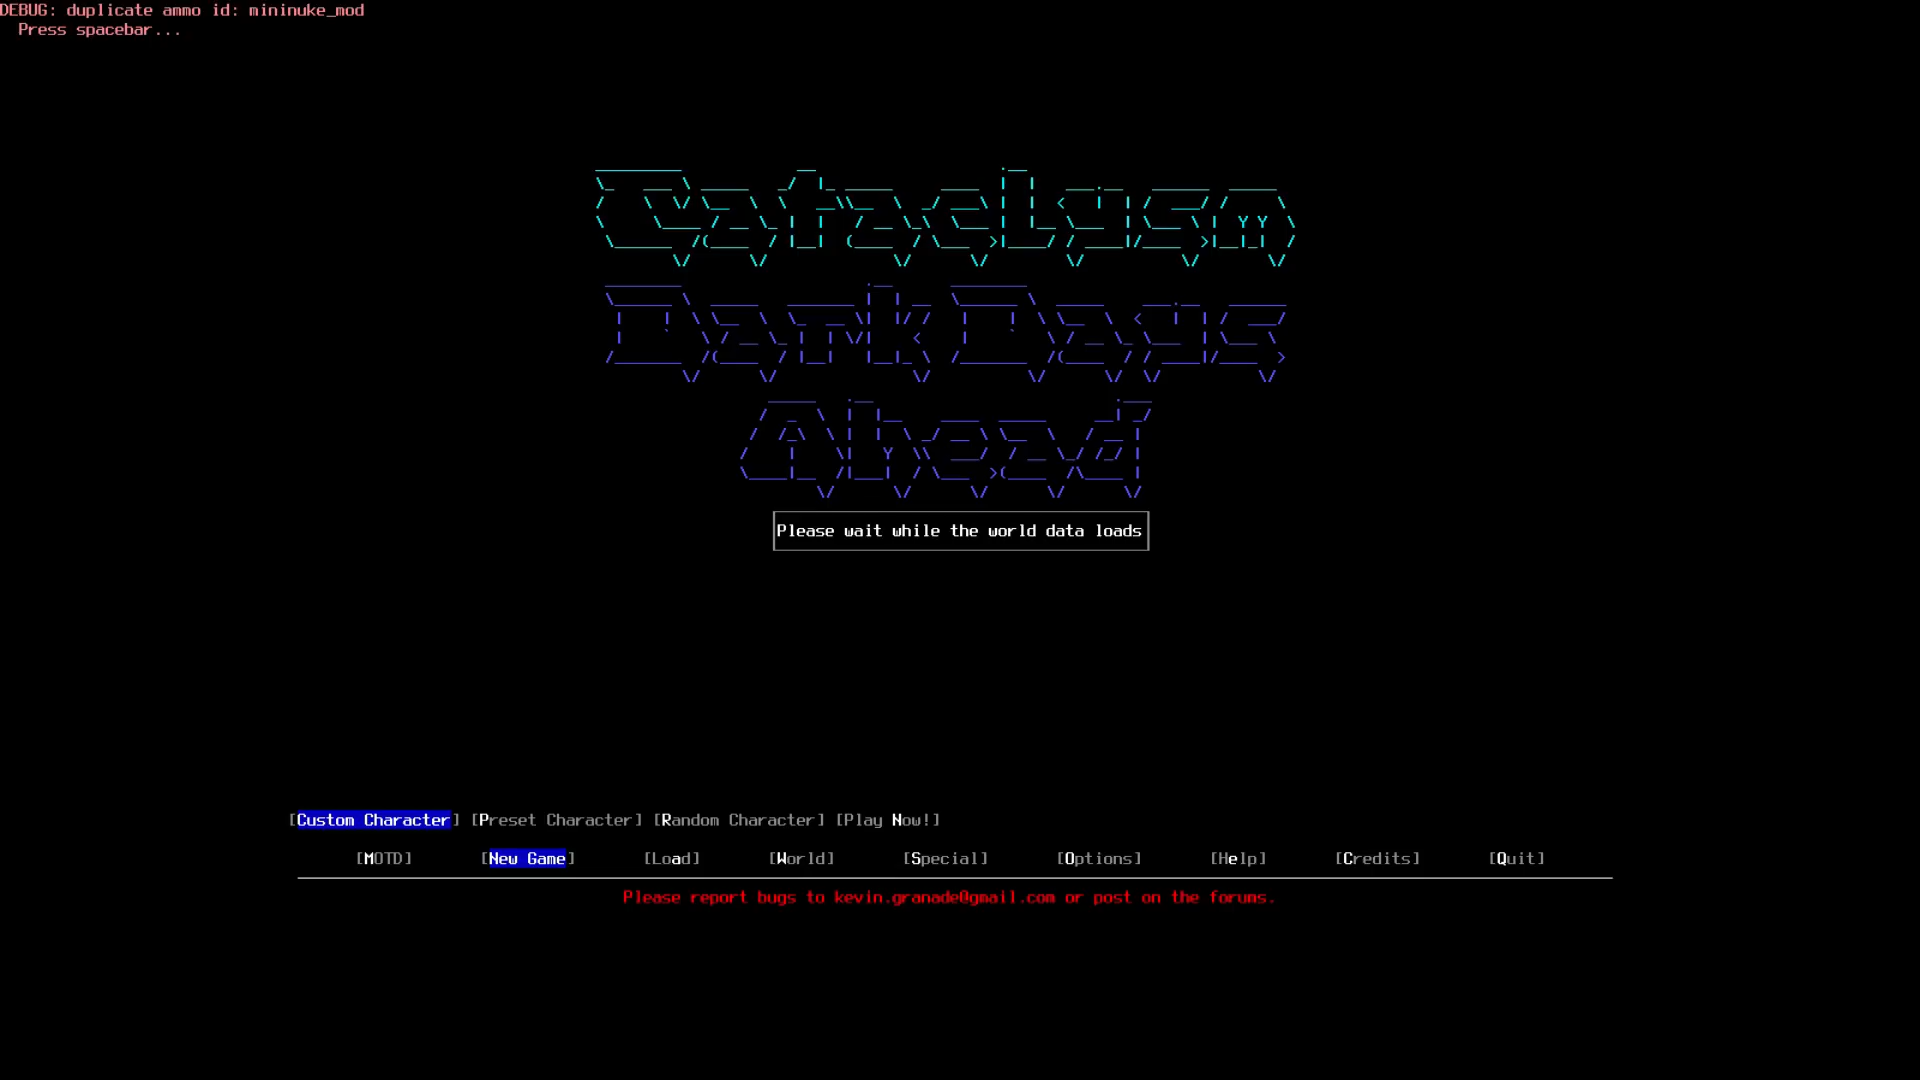 DEBUG: duplicate ammo id: mininuke_mod
Press spacebar...
Cataclysm
Dark Days
Ahead
Please wait while the world data loads
[Custom Character] [Preset Character] [Random Character] [Play Now!]
[MOTD] [New Game] [Load] [World] [Special] [Options] [Help] [Credits] [Quit]
Please report bugs to kevin.granade@gmail.com or post on the forums.